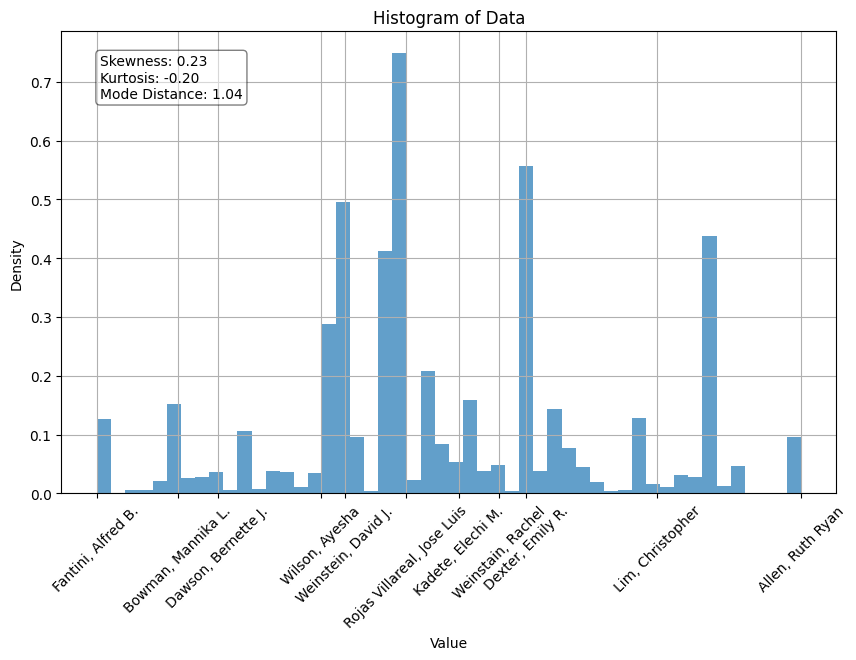 Histogram of Data
Skewness: 0.23
Kurtosis: -0.20
Mode Distance: 1.04
Density
0.7
0.6
0.5
0.4
0.3
0.2
0.1
0.0
Fantini, Alfred B.
Bowman, Mannika L.
Dawson, Bernette J.
Wilson, Ayesha
Weinstein, David J.
Rojas Villareal, Jose Luis
Kadete, Elechi M.
Weinstain, Rachel
Dexter, Emily R.
Lim, Christopher
Allen, Ruth Ryan
Value